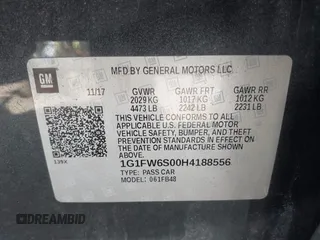 GM
MFD BY GENERAL MOTORS LLC
11/17 GVWR GAWR FRT GAWR RR
2029 KG 1017 KG 1012 KG
4473 LB 2242 LB 2231 LB
THIS VEHICLE CONFORMS TO ALL
APPLICABLE U.S. FEDERAL MOTOR
VEHICLE SAFETY, BUMPER, AND THEFT
PREVENTION STANDARDS IN EFFECT ON
THE DATE OF MANUFACTURE SHOWN ABOVE.
1G1FW6S00H4188556
TYPE: PASS CAR
MODEL: 061FB48
DREAMBID